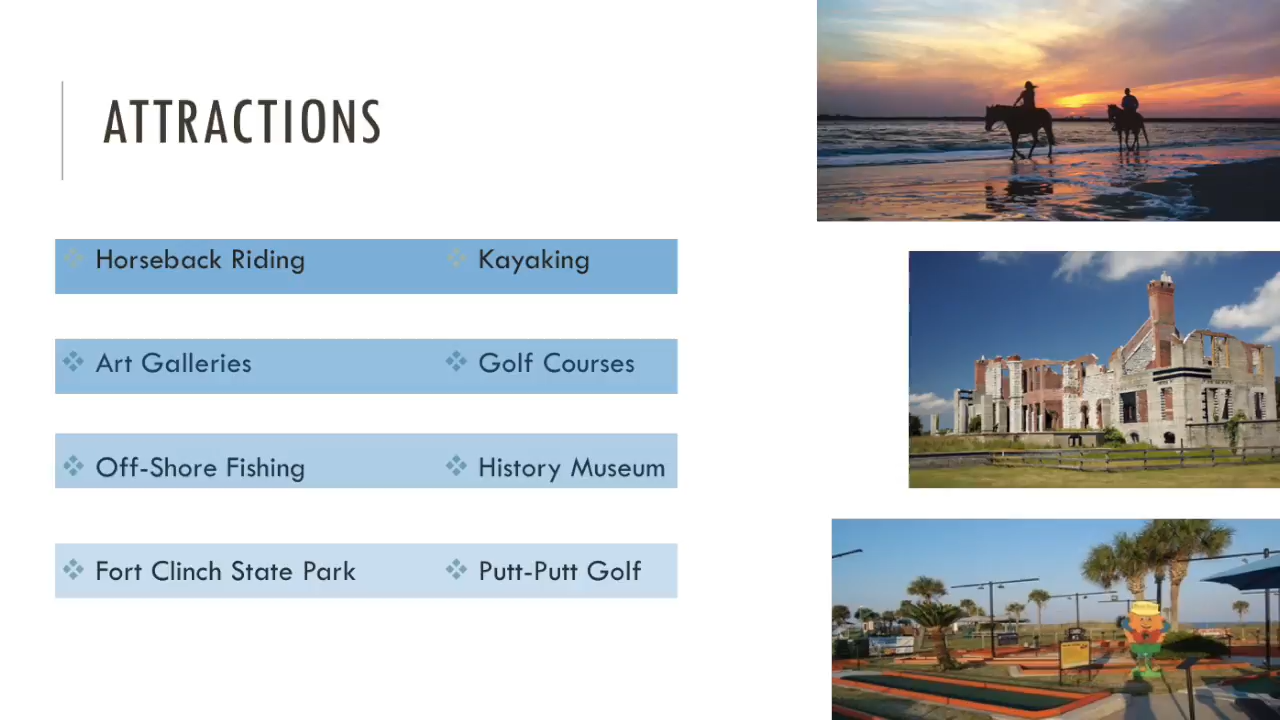 ATTRACTIONS
Horseback Riding
Kayaking
Art Galleries
Golf Courses
Off-Shore Fishing
History Museum
Fort Clinch State Park
Putt-Putt Golf